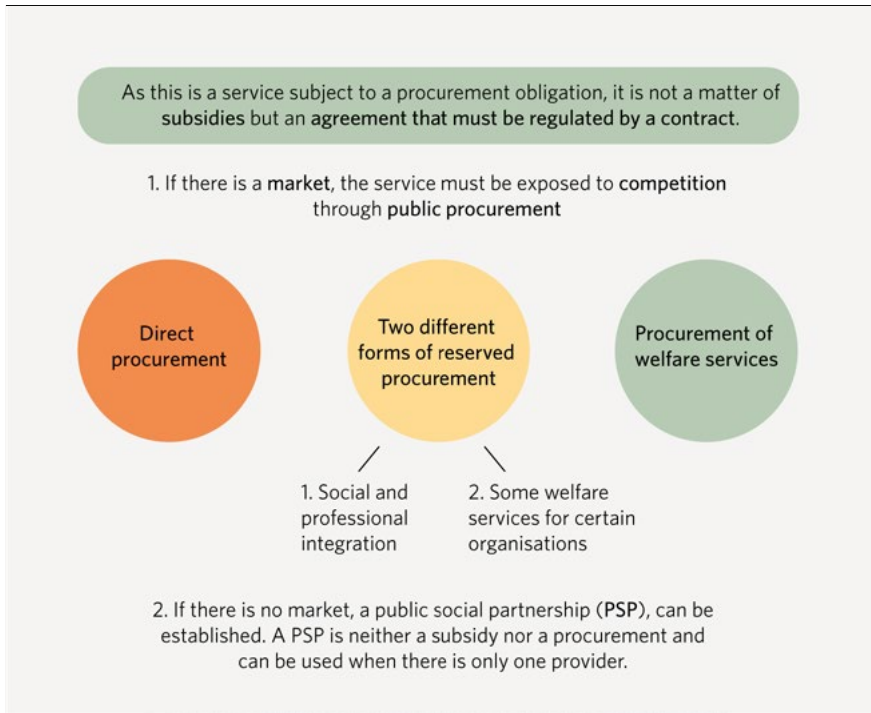 As this is a service subject to a procurement obligation, it is not a matter of
subsidies but an agreement that must be regulated by a contract.
1. If there is a market, the service must be exposed to competition
through public procurement
Direct
procurement
Two different
forms of reserved
procurement
Procurement of
welfare services
1. Social and
professional
integration
2. Some welfare
services for certain
organisations
2. If there is no market, a public social partnership (PSP), can be
established. A PSP is neither a subsidy nor a procurement and
can be used when there is only one provider.